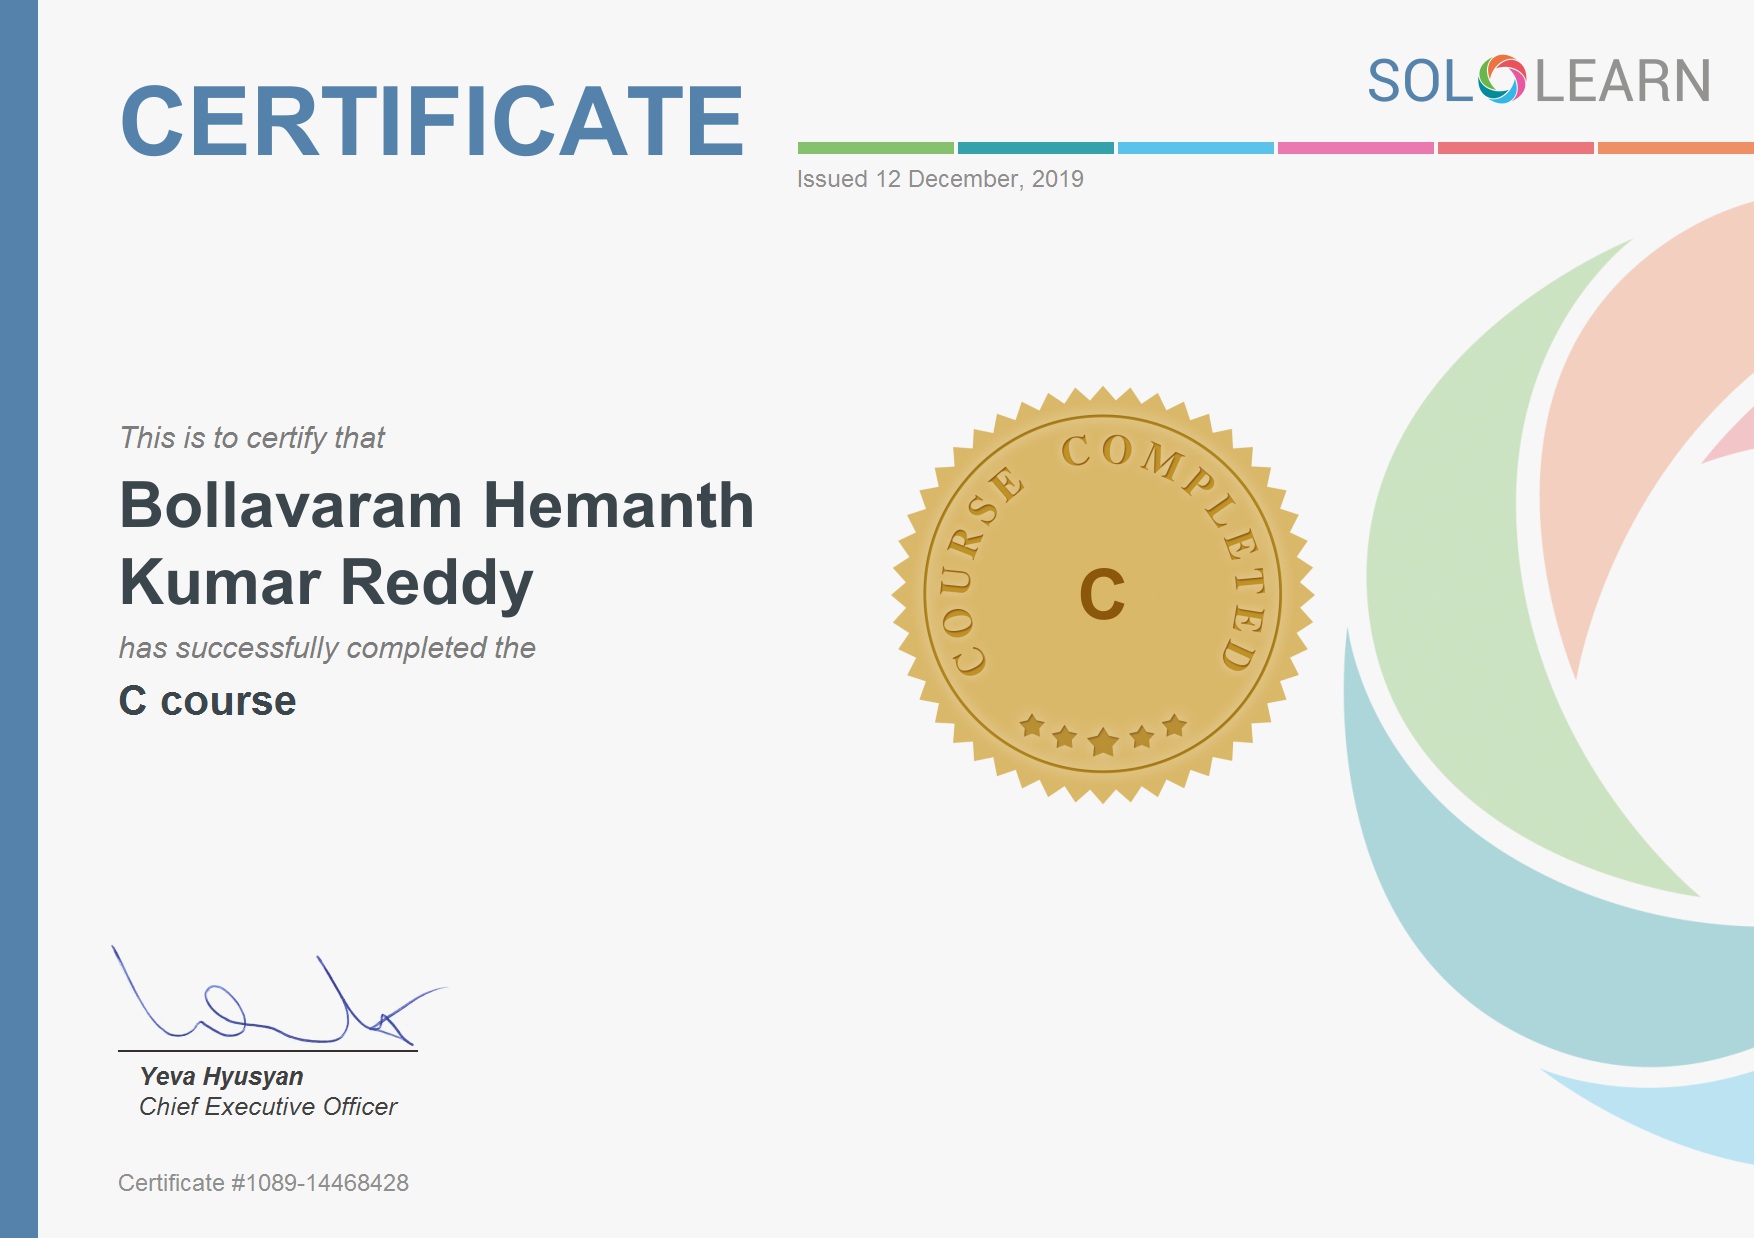 CERTIFICATE
SOLOLEARN
Issued 12 December, 2019
This is to certify that
Bollavaram Hemanth
Kumar Reddy
has successfully completed the
C course
COURSE COMPLETED
C
Yeva Hyusyan
Chief Executive Officer
Certificate #1089-14468428